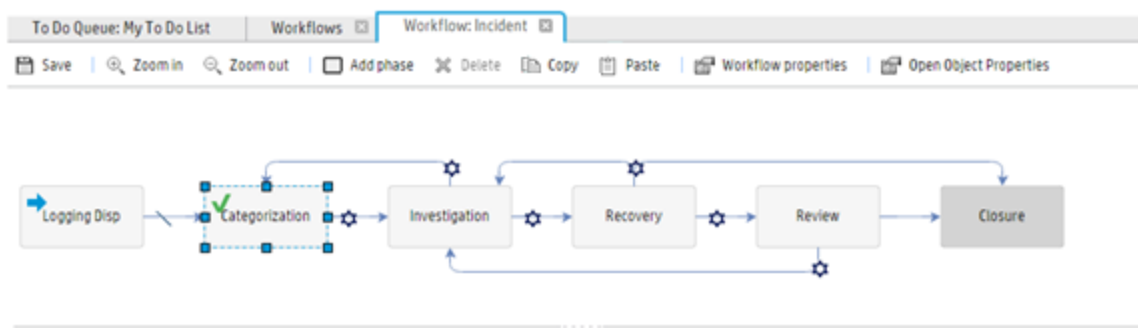 To Do Queue: My To Do List Workflows Workflow: Incident
Save Zoom in Zoom out Add phase Delete Copy Paste Workflow properties Open Object Properties
Logging Disp Categorization Investigation Recovery Review Closure